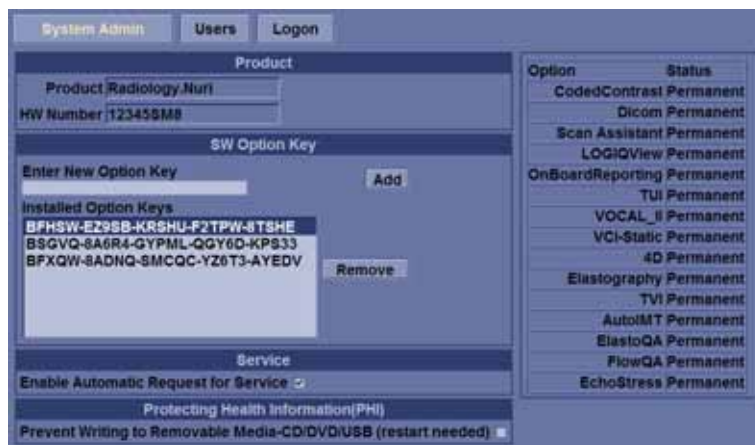 System Admin Users Logon
Product
Product Radiology.Nuri
HW Number 12345SM8
SW Option Key
Enter New Option Key
Add
Installed Option Keys
BFHSW-EZ9SB-KRSHU-F2TPW-8TSHE
BSGVQ-8A6R4-GYPML-QGY6D-KPS33
BFXQW-8ADNQ-SMCQC-YZ6T3-AYEDV
Remove
Service
Enable Automatic Request for Service
Protecting Health Information(PHI)
Prevent Writing to Removable Media-CD/DVD/USB (restart needed)
Option Status
CodedContrast Permanent
Dicom Permanent
Scan Assistant Permanent
LOGIQView Permanent
OnBoardReporting Permanent
TUI Permanent
VOCAL_II Permanent
VCI-Static Permanent
4D Permanent
Elastography Permanent
TVI Permanent
AutoIMT Permanent
ElastoQA Permanent
FlowQA Permanent
EchoStress Permanent